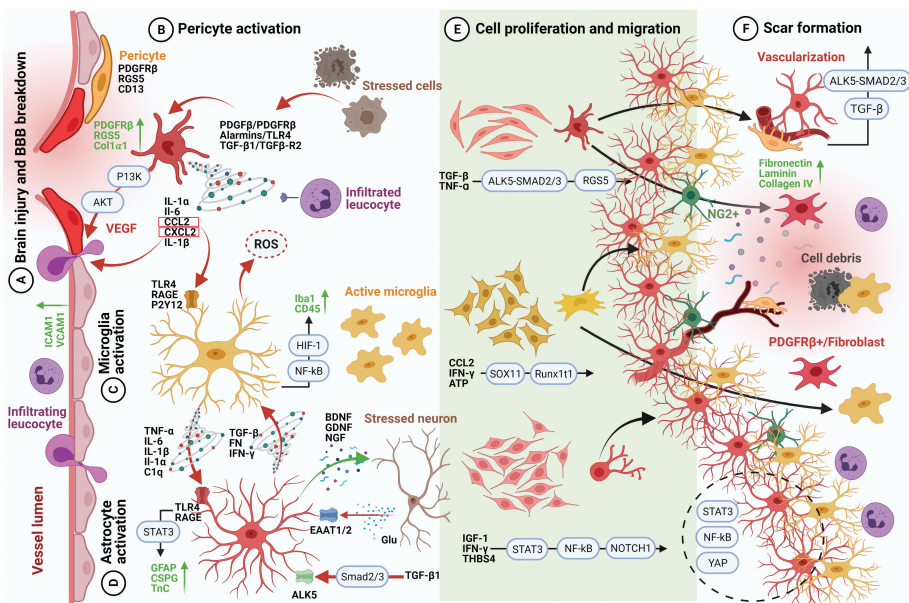 A Brain injury and BBB breakdown
B Pericyte activation
Pericyte
PDGFRβ
RGS5
CD13
Stressed cells
PDGFRβ
RGS5
Col1α1
PDGFβ/PDGFRβ
Alarmins/TLR4
TGF-β1/TGFβ-R2
P13K
AKT
VEGF
IL-1α
Il-6
CCL2
CXCL2
IL-1β
Infiltrated
leucocyte
ROS
ICAM1
VCAM1
C Microglia
activation
TLR4
RAGE
P2Y12
Iba1
CD45
Active microglia
HIF-1
NF-kB
Infiltrating
leucocyte
Vessel lumen
D Astrocyte
activation
TNF-α
IL-6
IL-1β
Il-1α
C1q
TGF-β
FN
IFN-γ
BDNF
GDNF
NGF
Stressed neuron
TLR4
RAGE
STAT3
GFAP
CSPG
TnC
EAAT1/2
Glu
ALK5
Smad2/3
TGF-β1
E Cell proliferation and migration
TGF-β
TNF-α
ALK5-SMAD2/3
RGS5
NG2+
CCL2
IFN-γ
ATP
SOX11
Runx1t1
IGF-1
IFN-γ
THBS4
STAT3
NF-kB
NOTCH1
F Scar formation
Vascularization
ALK5-SMAD2/3
TGF-β
Fibronectin
Laminin
Collagen IV
Cell debris
PDGFRβ+/Fibroblast
STAT3
NF-kB
YAP